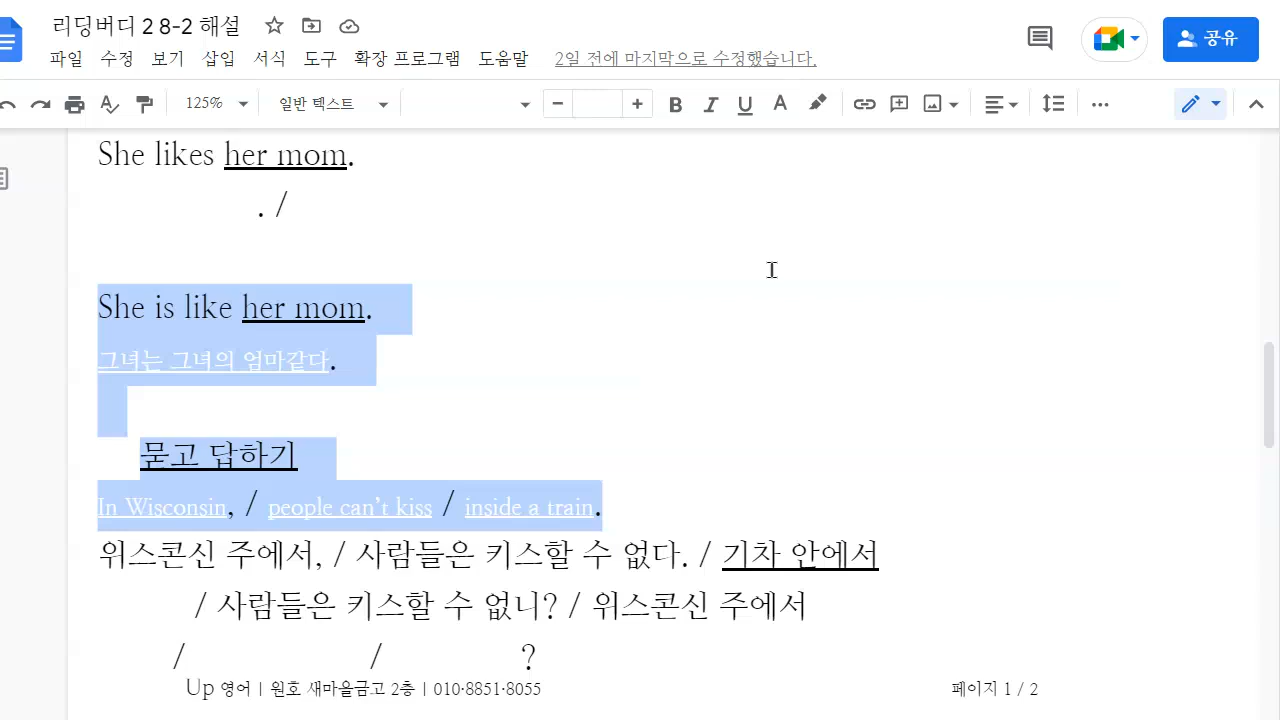 리딩버디 2 8-2 해설
파일 수정 보기 삽입 서식 도구 확장 프로그램 도움말 2일 전에 마지막으로 수정했습니다.
공유
125% 일반 텍스트 − + B I U A
She likes her mom.
. /
She is like her mom.
그녀는 그녀의 엄마같다.
묻고 답하기
In Wisconsin, / people can’t kiss / inside a train.
위스콘신 주에서, / 사람들은 키스할 수 없다. / 기차 안에서
/ 사람들은 키스할 수 없니? / 위스콘신 주에서
/ / ?
Up 영어 | 원호 새마을금고 2층 | 010·8851·8055
페이지 1 / 2